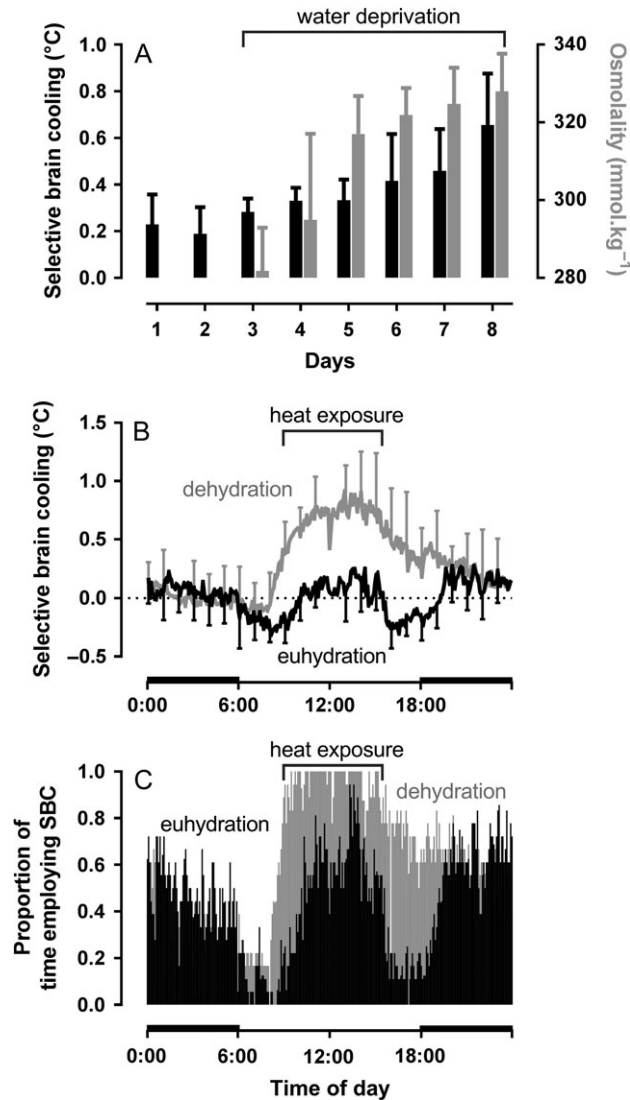 water deprivation
A
Selective brain cooling (°C)
1.0
0.8
0.6
0.4
0.2
0.0
340
320
300
280
Osmolality (mmol.kg⁻¹)
1 2 3 4 5 6 7 8
Days
heat exposure
B
Selective brain cooling (°C)
1.5
1.0
0.5
0.0
−0.5
dehydration
euhydration
0:00 6:00 12:00 18:00
heat exposure
C
Proportion of
time employing SBC
1.0
0.8
0.6
0.4
0.2
0.0
euhydration
dehydration
0:00 6:00 12:00 18:00
Time of day